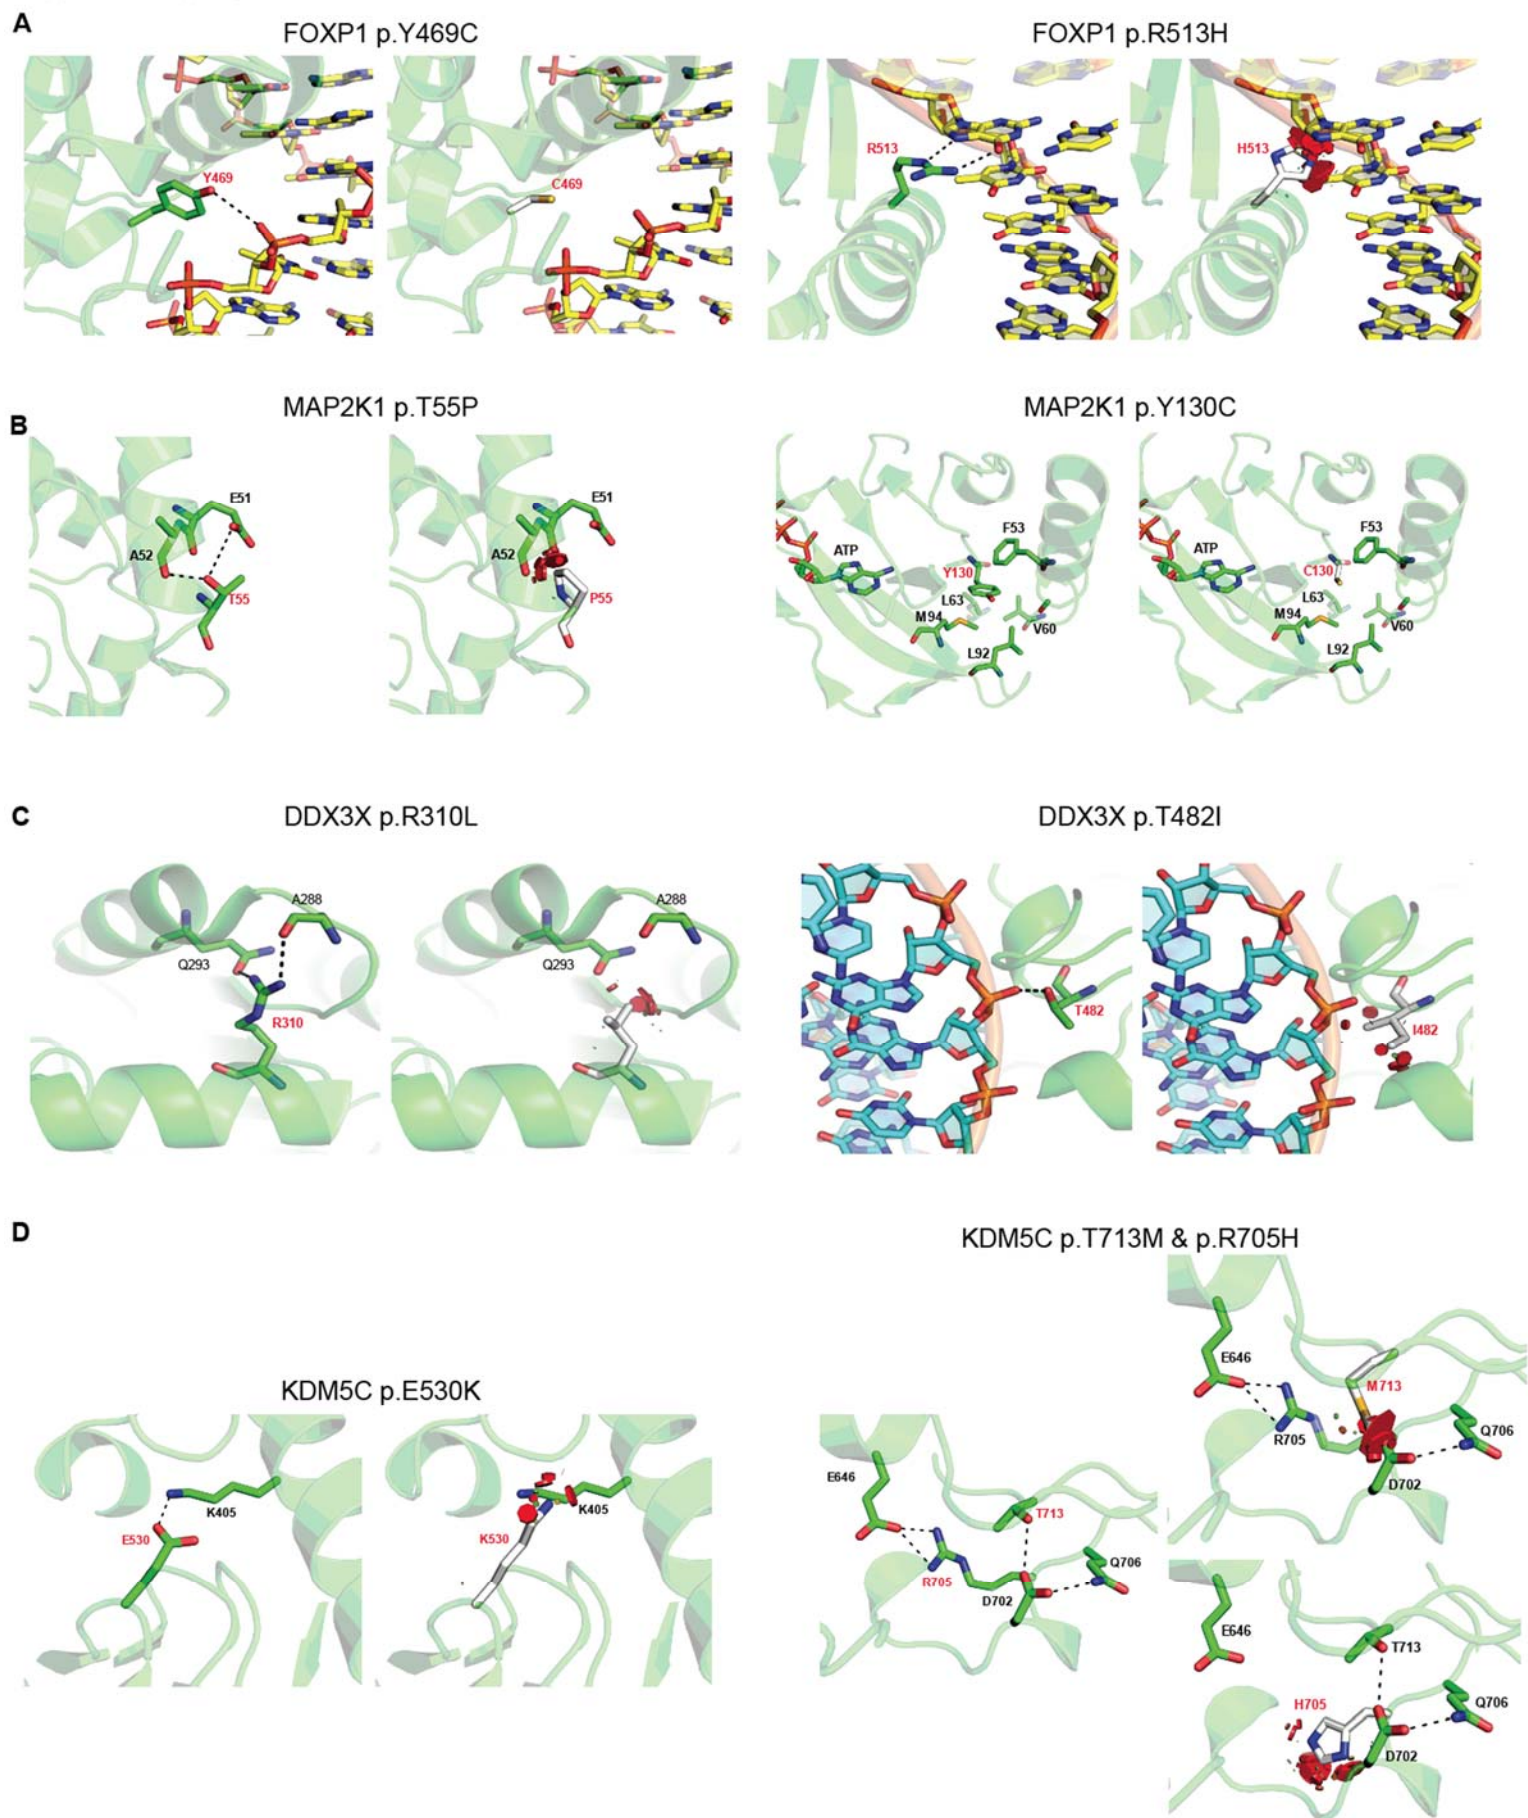 A
FOXP1 p.Y469C
FOXP1 p.R513H
Y469
C469
R513
H513
B
MAP2K1 p.T55P
MAP2K1 p.Y130C
E51
A52
T55
E51
A52
P55
F53
ATP
Y130
L63
M94
V60
L92
F53
ATP
C130
L63
M94
V60
L92
C
DDX3X p.R310L
DDX3X p.T482I
A288
Q293
R310
A288
Q293
T482
I482
D
KDM5C p.T713M & p.R705H
KDM5C p.E530K
K405
E530
K405
K530
E646
T713
Q706
R705
D702
E646
M713
Q706
R705
D702
E646
T713
H705
Q706
D702